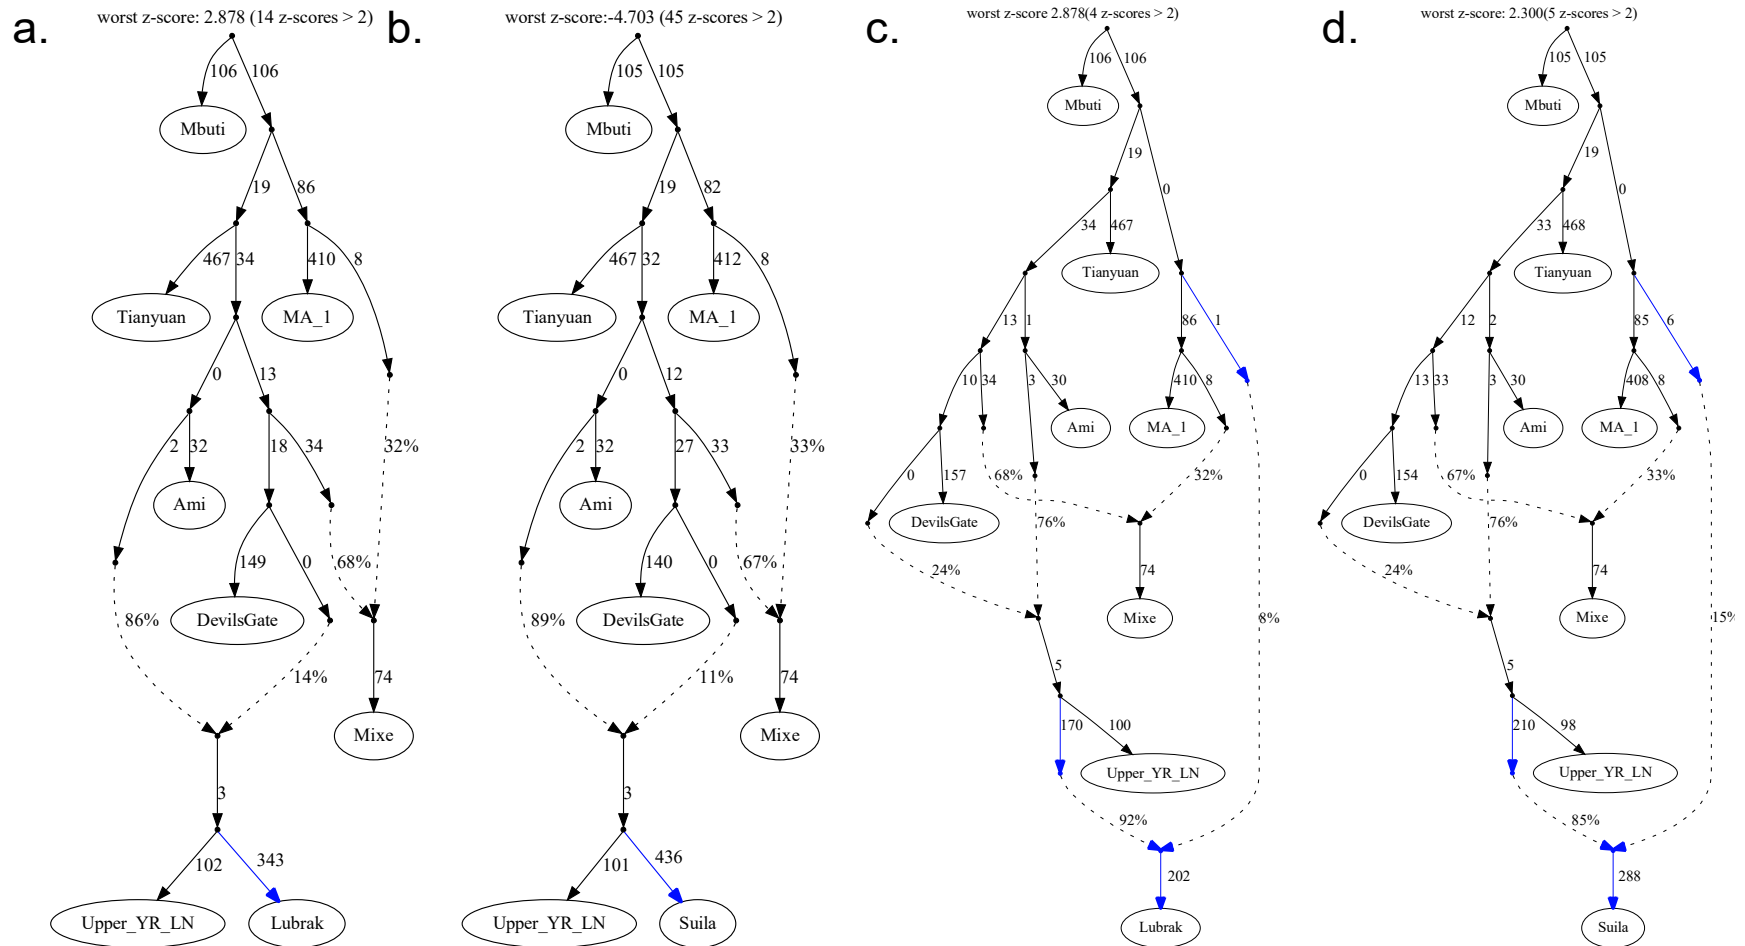 a.
worst z-score: 2.878 (14 z-scores > 2)
106
106
Mbuti
19
86
467
34
410
8
Tianyuan
MA_1
0
13
32%
2
32
18
34
Ami
149
0
68%
86%
DevilsGate
14%
74
Mixe
3
102
343
Upper_YR_LN
Lubrak
b.
worst z-score:-4.703 (45 z-scores > 2)
105
105
Mbuti
19
82
467
32
412
8
Tianyuan
MA_1
0
12
33%
2
32
27
33
Ami
140
0
67%
89%
DevilsGate
11%
74
Mixe
3
101
436
Upper_YR_LN
Suila
c.
worst z-score 2.878(4 z-scores > 2)
106
106
Mbuti
19
0
34
467
Tianyuan
13
1
86
1
10
34
3
30
410
8
Ami
MA_1
0
157
68%
32%
DevilsGate
76%
24%
74
Mixe
8%
5
170
100
Upper_YR_LN
92%
202
Lubrak
d.
worst z-score: 2.300(5 z-scores > 2)
105
105
Mbuti
19
0
33
468
Tianyuan
12
2
85
6
13
33
3
30
408
8
Ami
MA_1
0
154
67%
33%
DevilsGate
76%
24%
74
Mixe
15%
5
210
98
Upper_YR_LN
85%
288
Suila